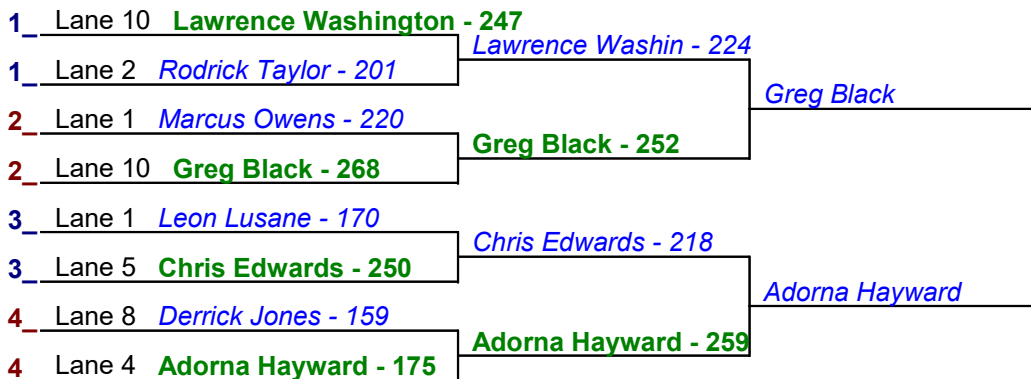 1_ Lane 10 Lawrence Washington - 247
Lawrence Washin - 224
1_ Lane 2 Rodrick Taylor - 201
Greg Black
2_ Lane 1 Marcus Owens - 220
Greg Black - 252
2_ Lane 10 Greg Black - 268
3_ Lane 1 Leon Lusane - 170
Chris Edwards - 218
3_ Lane 5 Chris Edwards - 250
Adorna Hayward
4_ Lane 8 Derrick Jones - 159
Adorna Hayward - 259
4 Lane 4 Adorna Hayward - 175